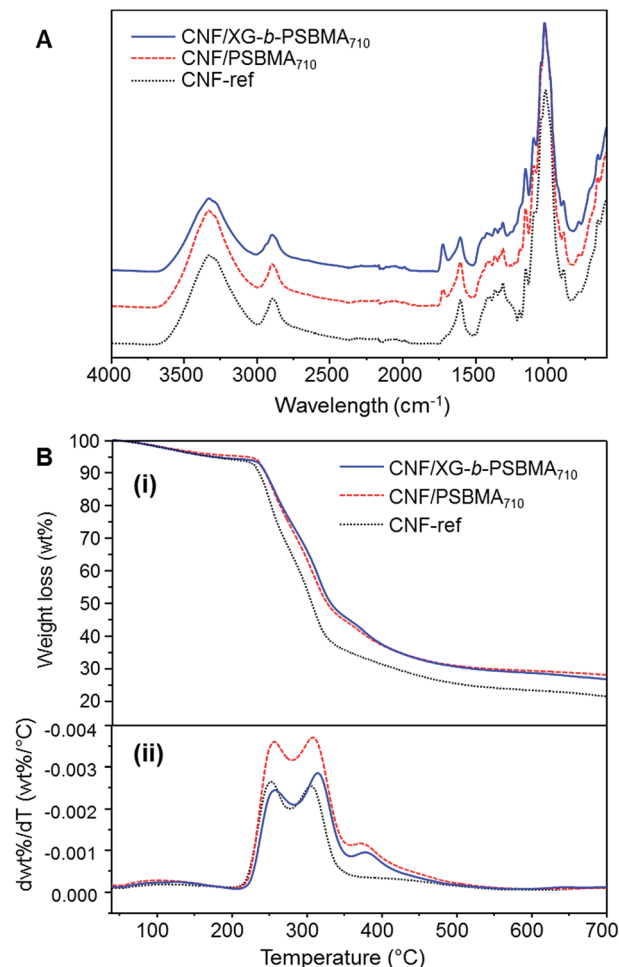 A
CNF/XG-b-PSBMA710
CNF/PSBMA710
CNF-ref
4000 3500 3000 2500 2000 1500 1000
Wavelength (cm-1)
B
(i)
CNF/XG-b-PSBMA710
CNF/PSBMA710
CNF-ref
Weight loss (wt%)
100
90
80
70
60
50
40
30
20
(ii)
dwt%/dT (wt%/°C)
-0.004
-0.003
-0.002
-0.001
0.000
100 200 300 400 500 600 700
Temperature (°C)